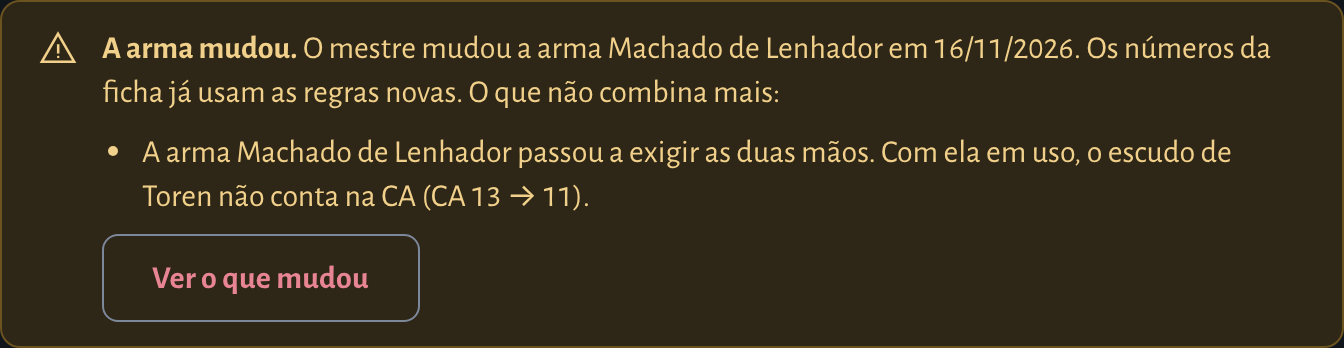 A arma mudou. O mestre mudou a arma Machado de Lenhador em 16/11/2026. Os números da
ficha já usam as regras novas. O que não combina mais:
• A arma Machado de Lenhador passou a exigir as duas mãos. Com ela em uso, o escudo de
Toren não conta na CA (CA 13 → 11).
Ver o que mudou